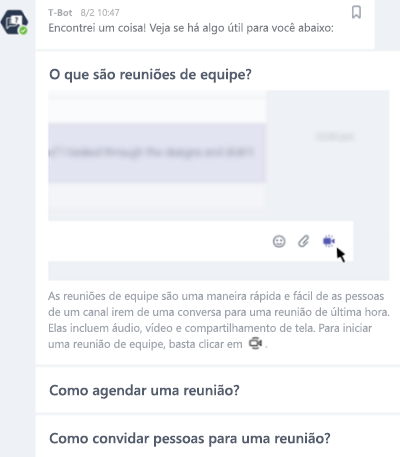 T-Bot 8/2 10:47
Encontrei um coisa! Veja se há algo útil para você abaixo:
O que são reuniões de equipe?
As reuniões de equipe são uma maneira rápida e fácil de as pessoas
de um canal irem de uma conversa para uma reunião de última hora.
Elas incluem áudio, vídeo e compartilhamento de tela. Para iniciar
uma reunião de equipe, basta clicar em .
Como agendar uma reunião?
Como convidar pessoas para uma reunião?